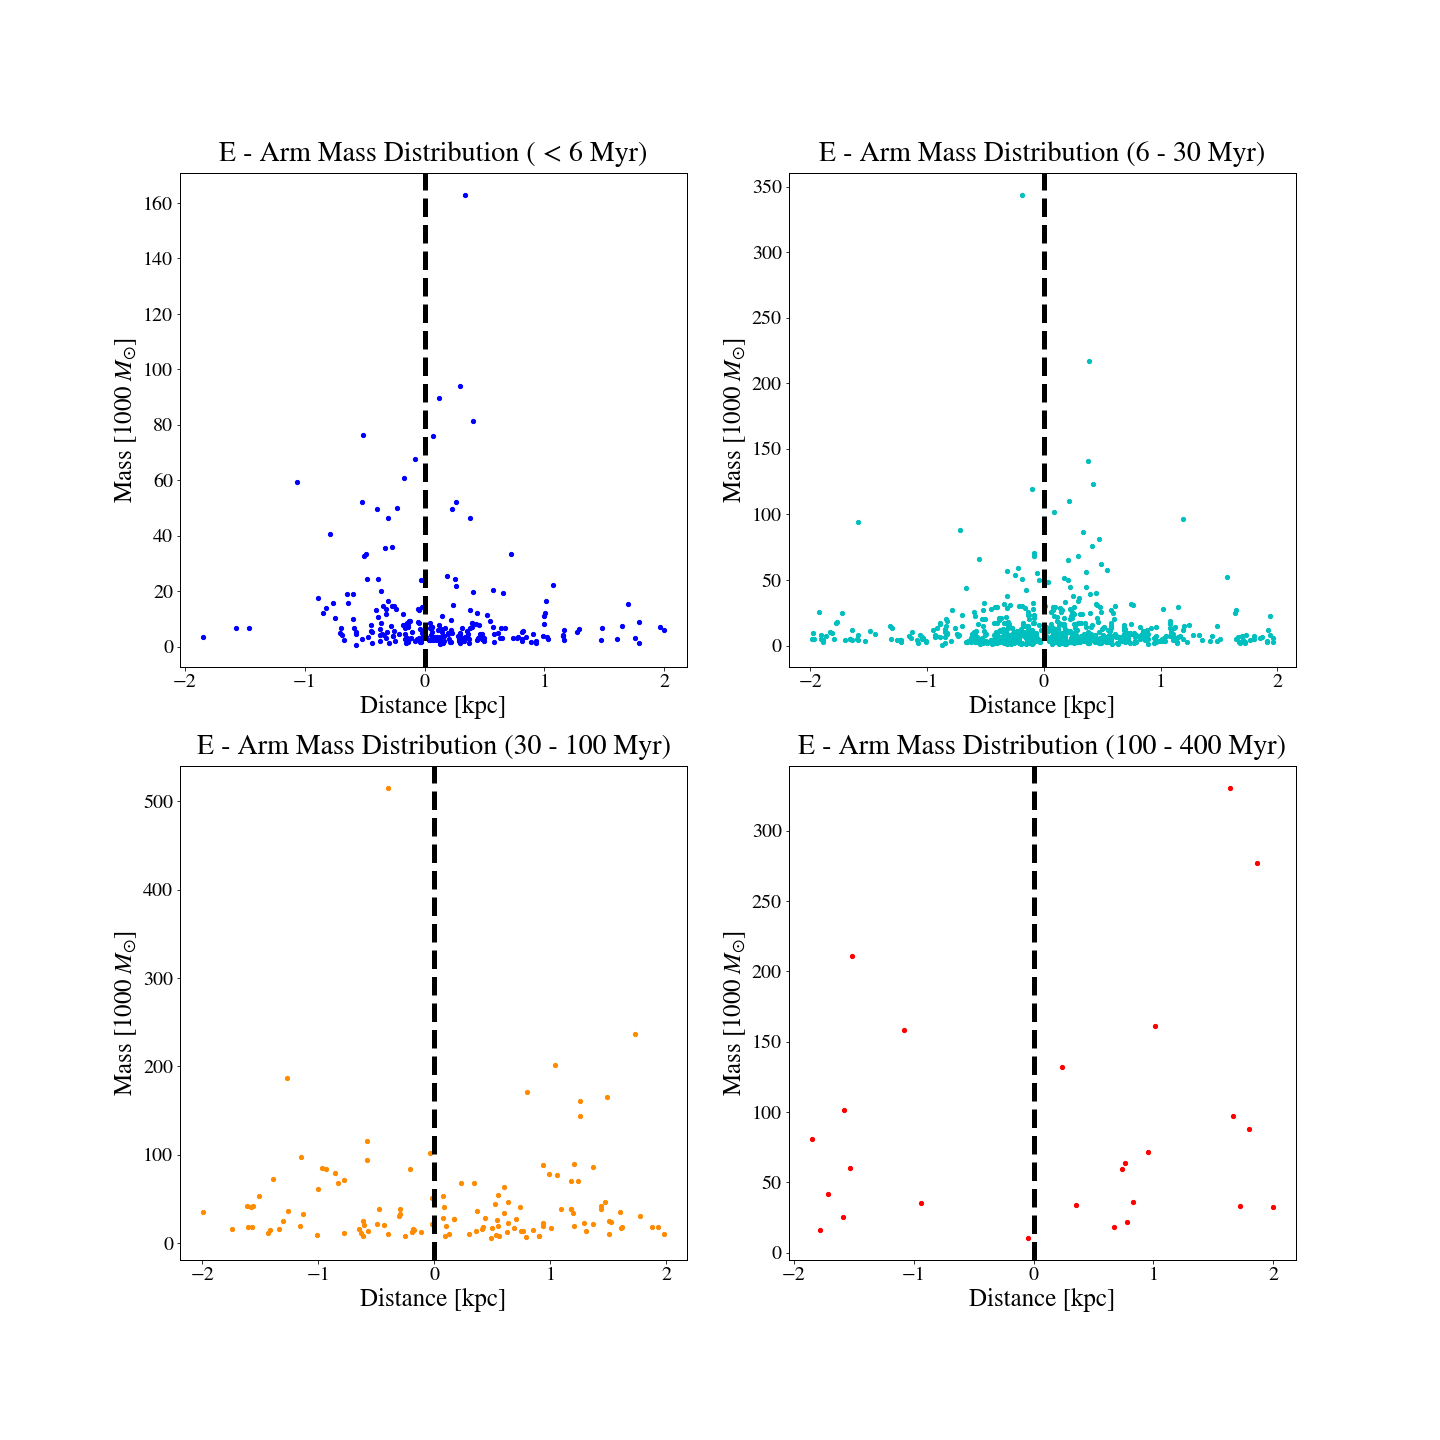 E - Arm Mass Distribution ( < 6 Myr)
160
140
120
100
80
60
40
20
0
Mass [1000 M⊙]
−2 −1 0 1 2
Distance [kpc]
E - Arm Mass Distribution (6 - 30 Myr)
350
300
250
200
150
100
50
0
Mass [1000 M⊙]
−2 −1 0 1 2
Distance [kpc]
E - Arm Mass Distribution (30 - 100 Myr)
500
400
300
200
100
0
Mass [1000 M⊙]
−2 −1 0 1 2
Distance [kpc]
E - Arm Mass Distribution (100 - 400 Myr)
300
250
200
150
100
50
0
Mass [1000 M⊙]
−2 −1 0 1 2
Distance [kpc]